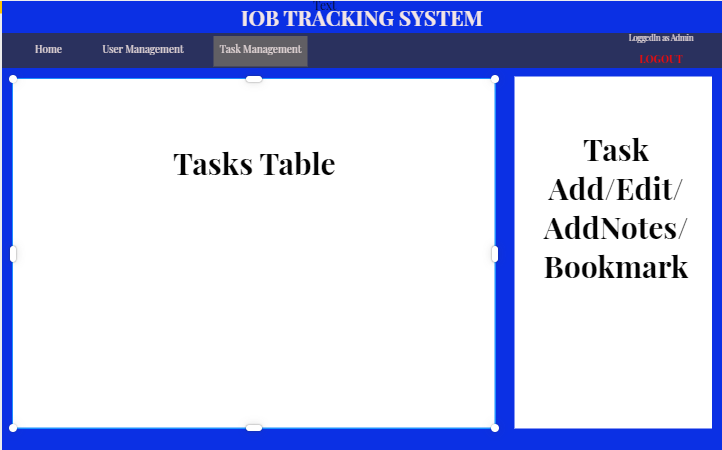 Text
JOB TRACKING SYSTEM
Home
User Management
Task Management
LoggedIn as Admin
LOGOUT
Tasks Table
Task
Add/Edit/
AddNotes/
Bookmark